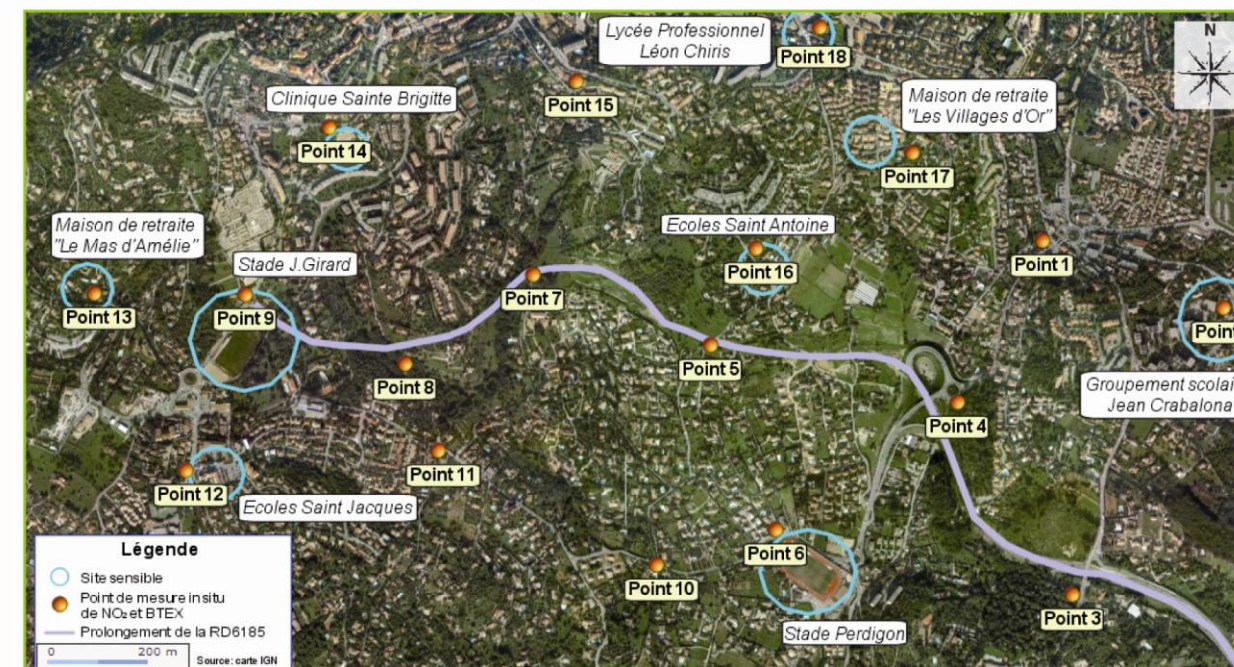 Lycée Professionnel
Léon Chiris
Point 18
N
Point 15
Clinique Sainte Brigitte
Point 14
Maison de retraite
"Les Villages d'Or"
Point 17
Maison de retraite
"Le Mas d'Amélie"
Point 13
Stade J.Girard
Point 9
Ecoles Saint Antoine
Point 16
Point 1
Point 7
Point
Point 8
Point 5
Groupement scolai
Jean Crabalona
Point 4
Point 11
Point 12
Ecoles Saint Jacques
Point 6
Point 10
Point 3
Stade Perdigon
Légende
Site sensible
Point de mesure in situ
de NO₂ et BTEX
Prolongement de la RD6185
0 200 m
Source: carte IGN